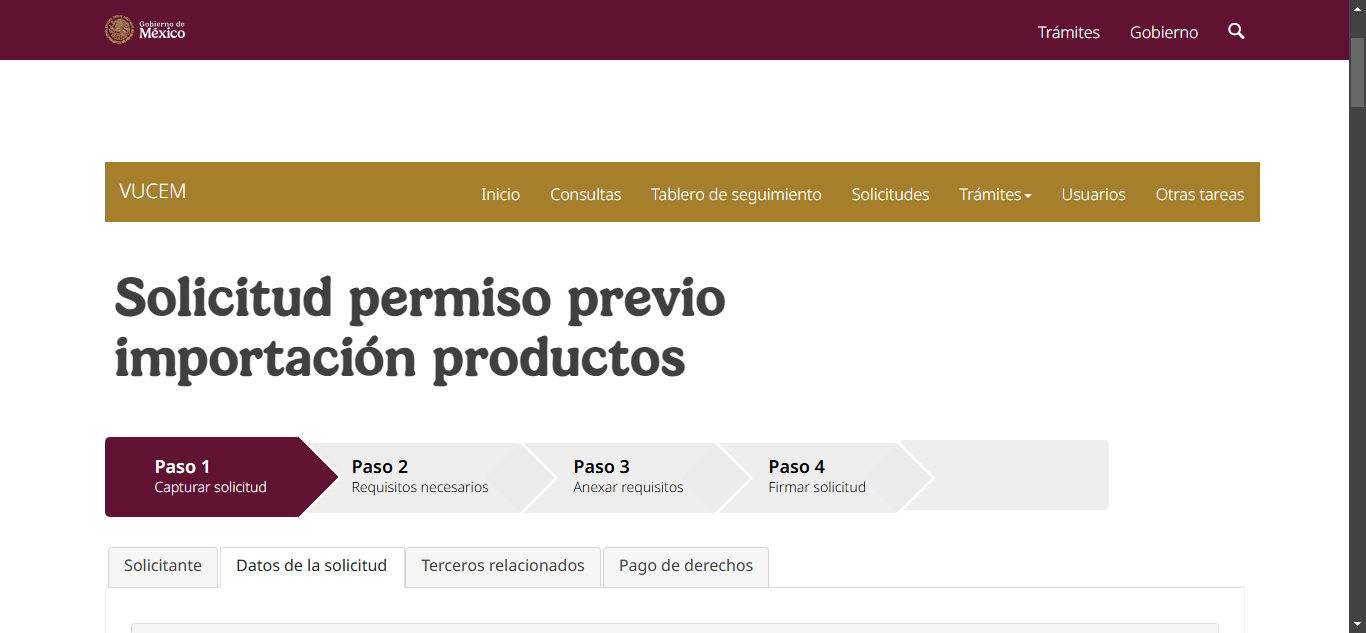 Gobierno de
México
Trámites
Gobierno
VUCEM
Inicio
Consultas
Tablero de seguimiento
Solicitudes
Trámites
Usuarios
Otras tareas
Solicitud permiso previo
importación productos
Paso 1
Capturar solicitud
Paso 2
Requisitos necesarios
Paso 3
Anexar requisitos
Paso 4
Firmar solicitud
Solicitante
Datos de la solicitud
Terceros relacionados
Pago de derechos